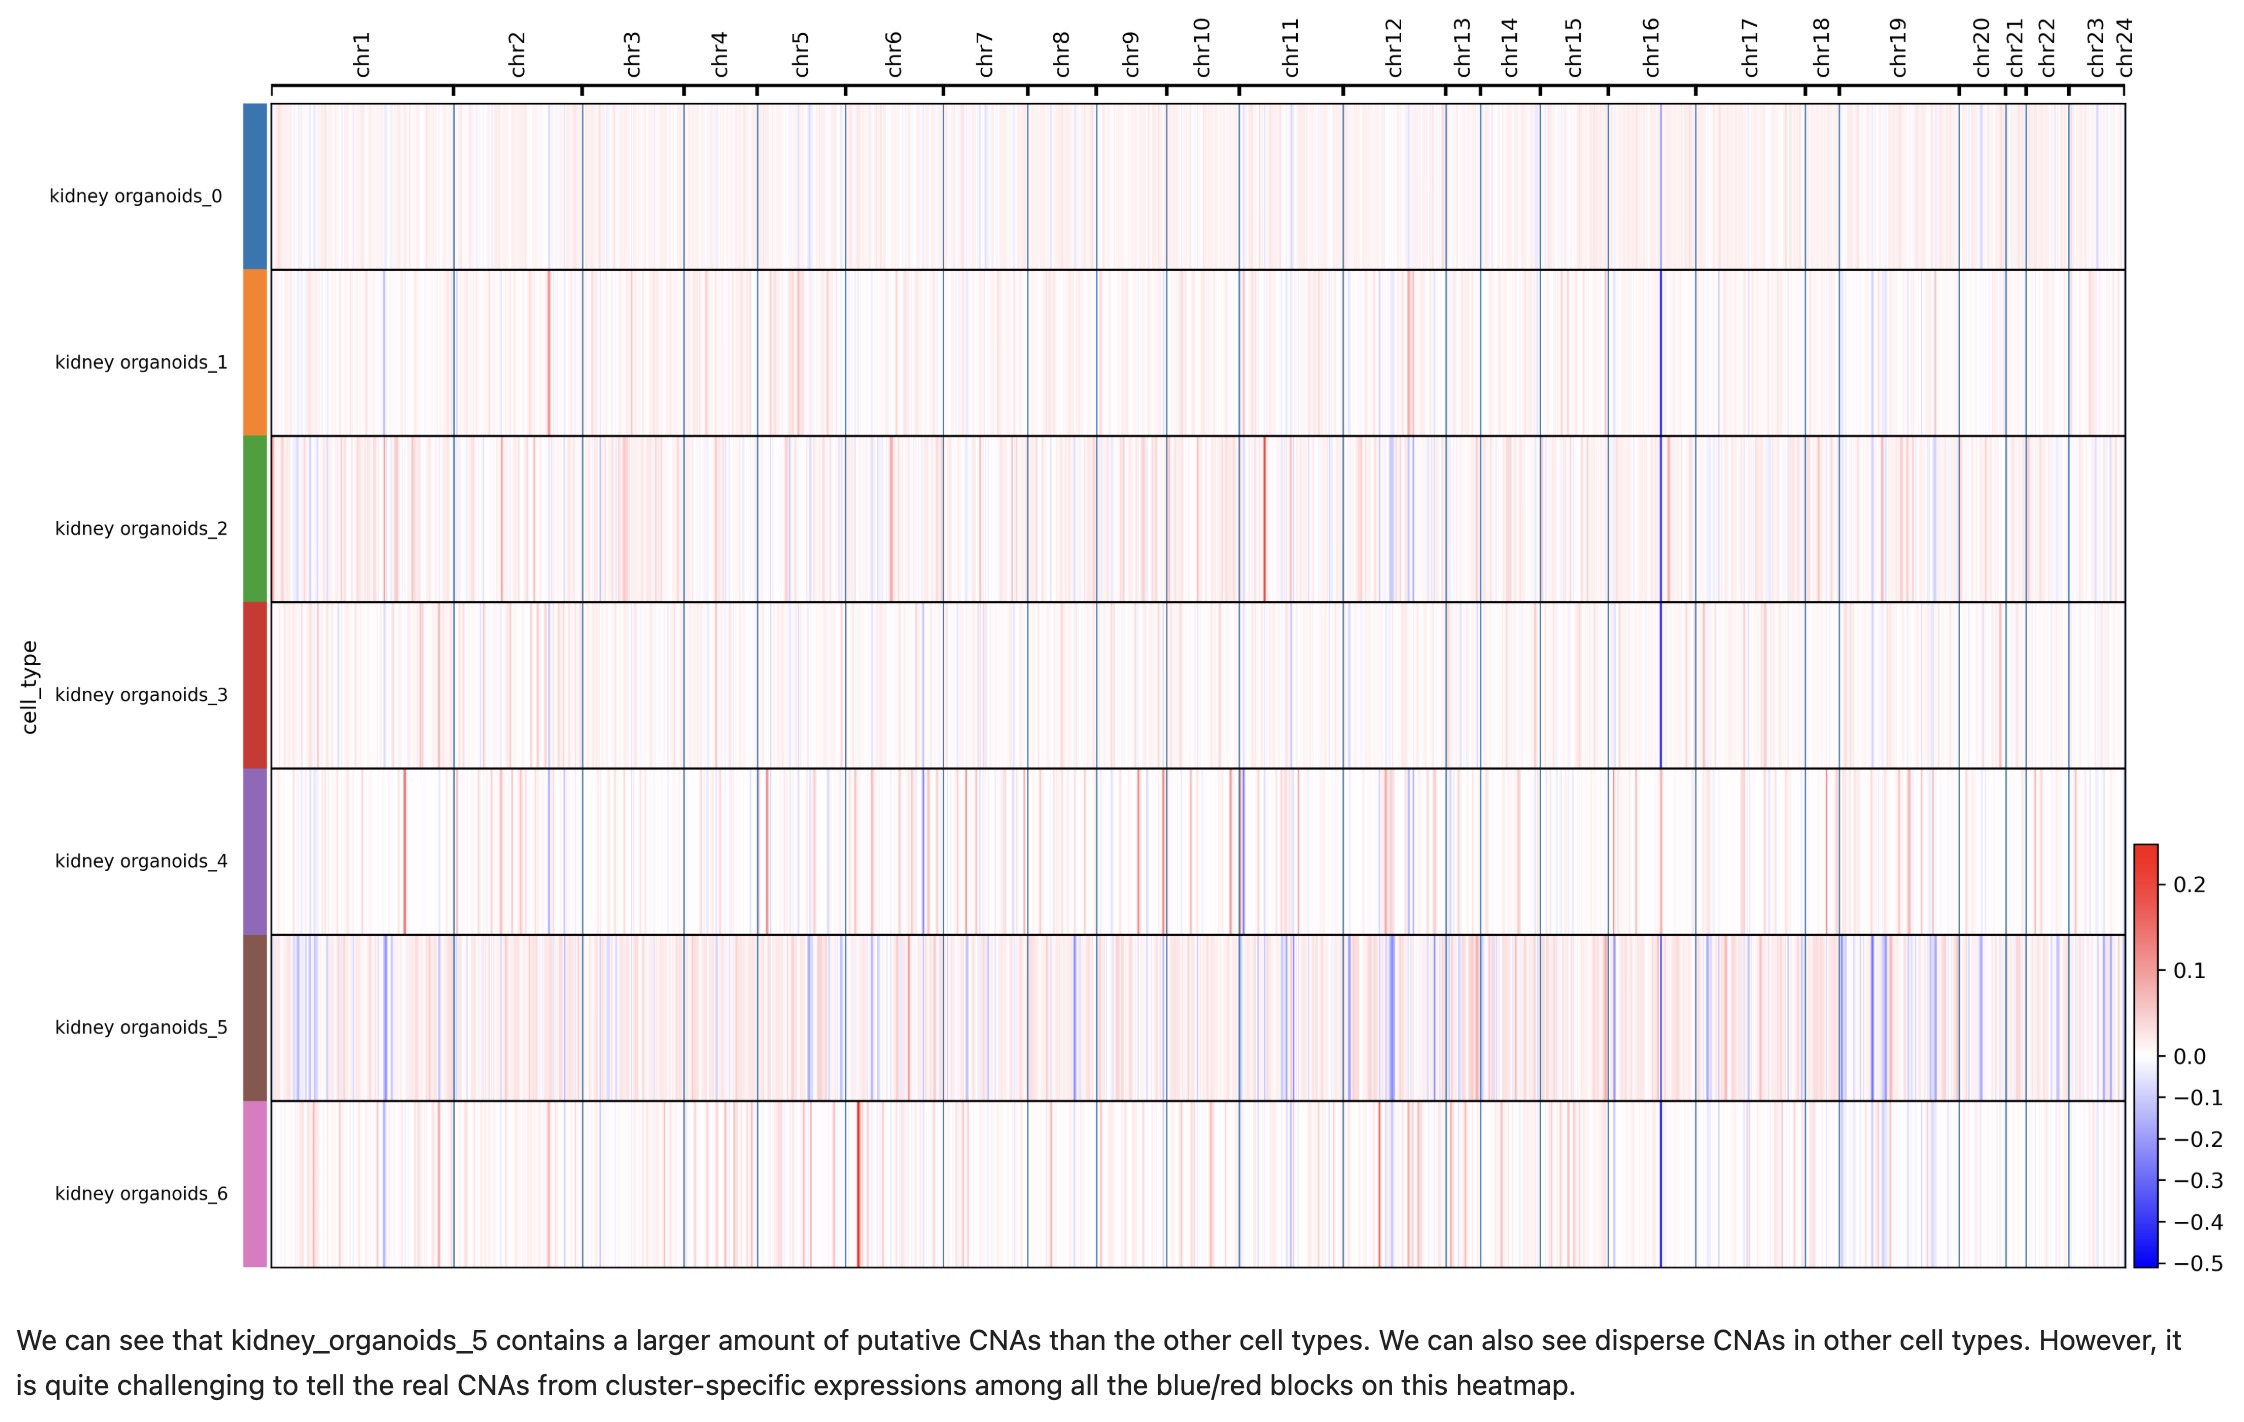 chr1
chr2
chr3
chr4
chr5
chr6
chr7
chr8
chr9
chr10
chr11
chr12
chr13
chr14
chr15
chr16
chr17
chr18
chr19
chr20
chr21
chr22
chr23
chr24
cell_type
kidney organoids_0
kidney organoids_1
kidney organoids_2
kidney organoids_3
kidney organoids_4
kidney organoids_5
kidney organoids_6
0.2
0.1
0.0
−0.1
−0.2
−0.3
−0.4
−0.5
We can see that kidney_organoids_5 contains a larger amount of putative CNAs than the other cell types. We can also see disperse CNAs in other cell types. However, it
is quite challenging to tell the real CNAs from cluster-specific expressions among all the blue/red blocks on this heatmap.